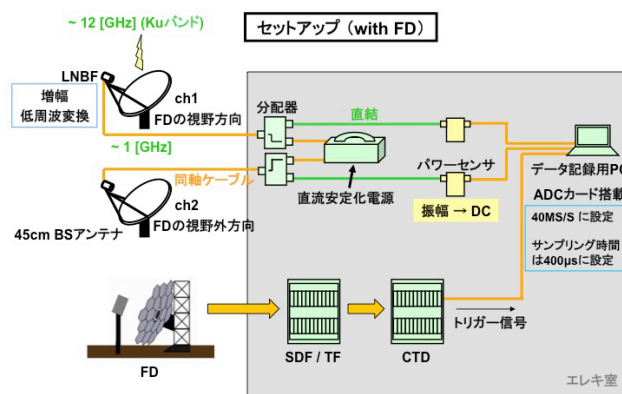 ~ 12 [GHz] (Kuバンド)
セットアップ (with FD)
LNBF
増幅
低周波変換
ch1
FDの視野方向
~ 1 [GHz]
同軸ケーブル
ch2
FDの視野外方向
45cm BSアンテナ
分配器
直結
直流安定化電源
パワーセンサ
振幅 → DC
データ記録用PC
ADCカード搭載
40MS/S に設定
サンプリング時間
は400μsに設定
トリガー信号
FD
SDF / TF
CTD
エレキ室